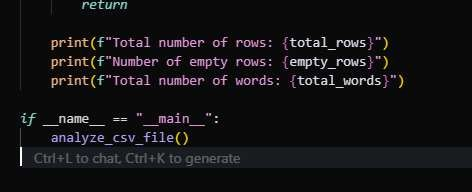 return
print(f"Total number of rows: {total_rows}")
print(f"Number of empty rows: {empty_rows}")
print(f"Total number of words: {total_words}")
if __name__ == "__main__":
analyze_csv_file()
Ctrl+L to chat, Ctrl+K to generate